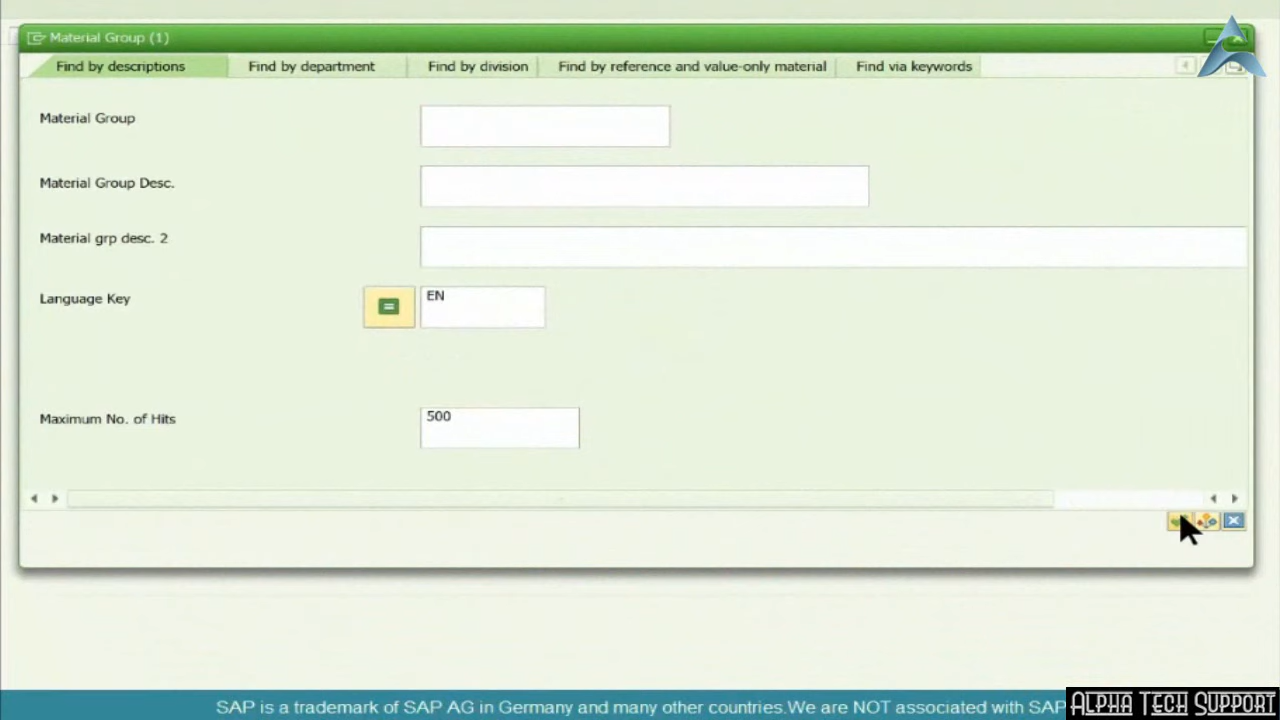 Material Group (1)
Find by descriptions Find by department Find by division Find by reference and value-only material Find via keywords
Material Group
Material Group Desc.
Material grp desc. 2
Language Key EN
Maximum No. of Hits 500
SAP is a trademark of SAP AG in Germany and many other countries.We are NOT associated with SAP
ALPHA TECH SUPPORT